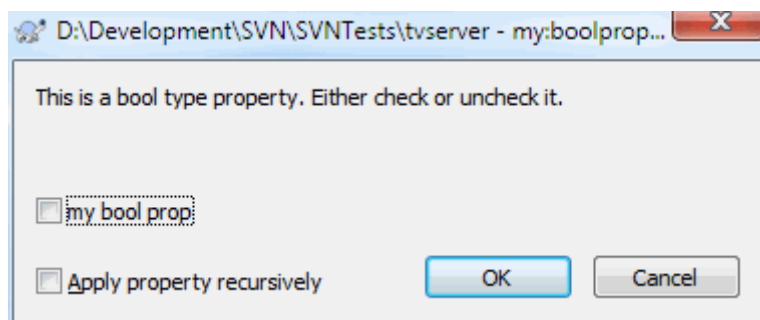 D:\Development\SVN\SVNTests\tvserver - my:boolprop...
This is a bool type property. Either check or uncheck it.
my bool prop
Apply property recursively
OK
Cancel